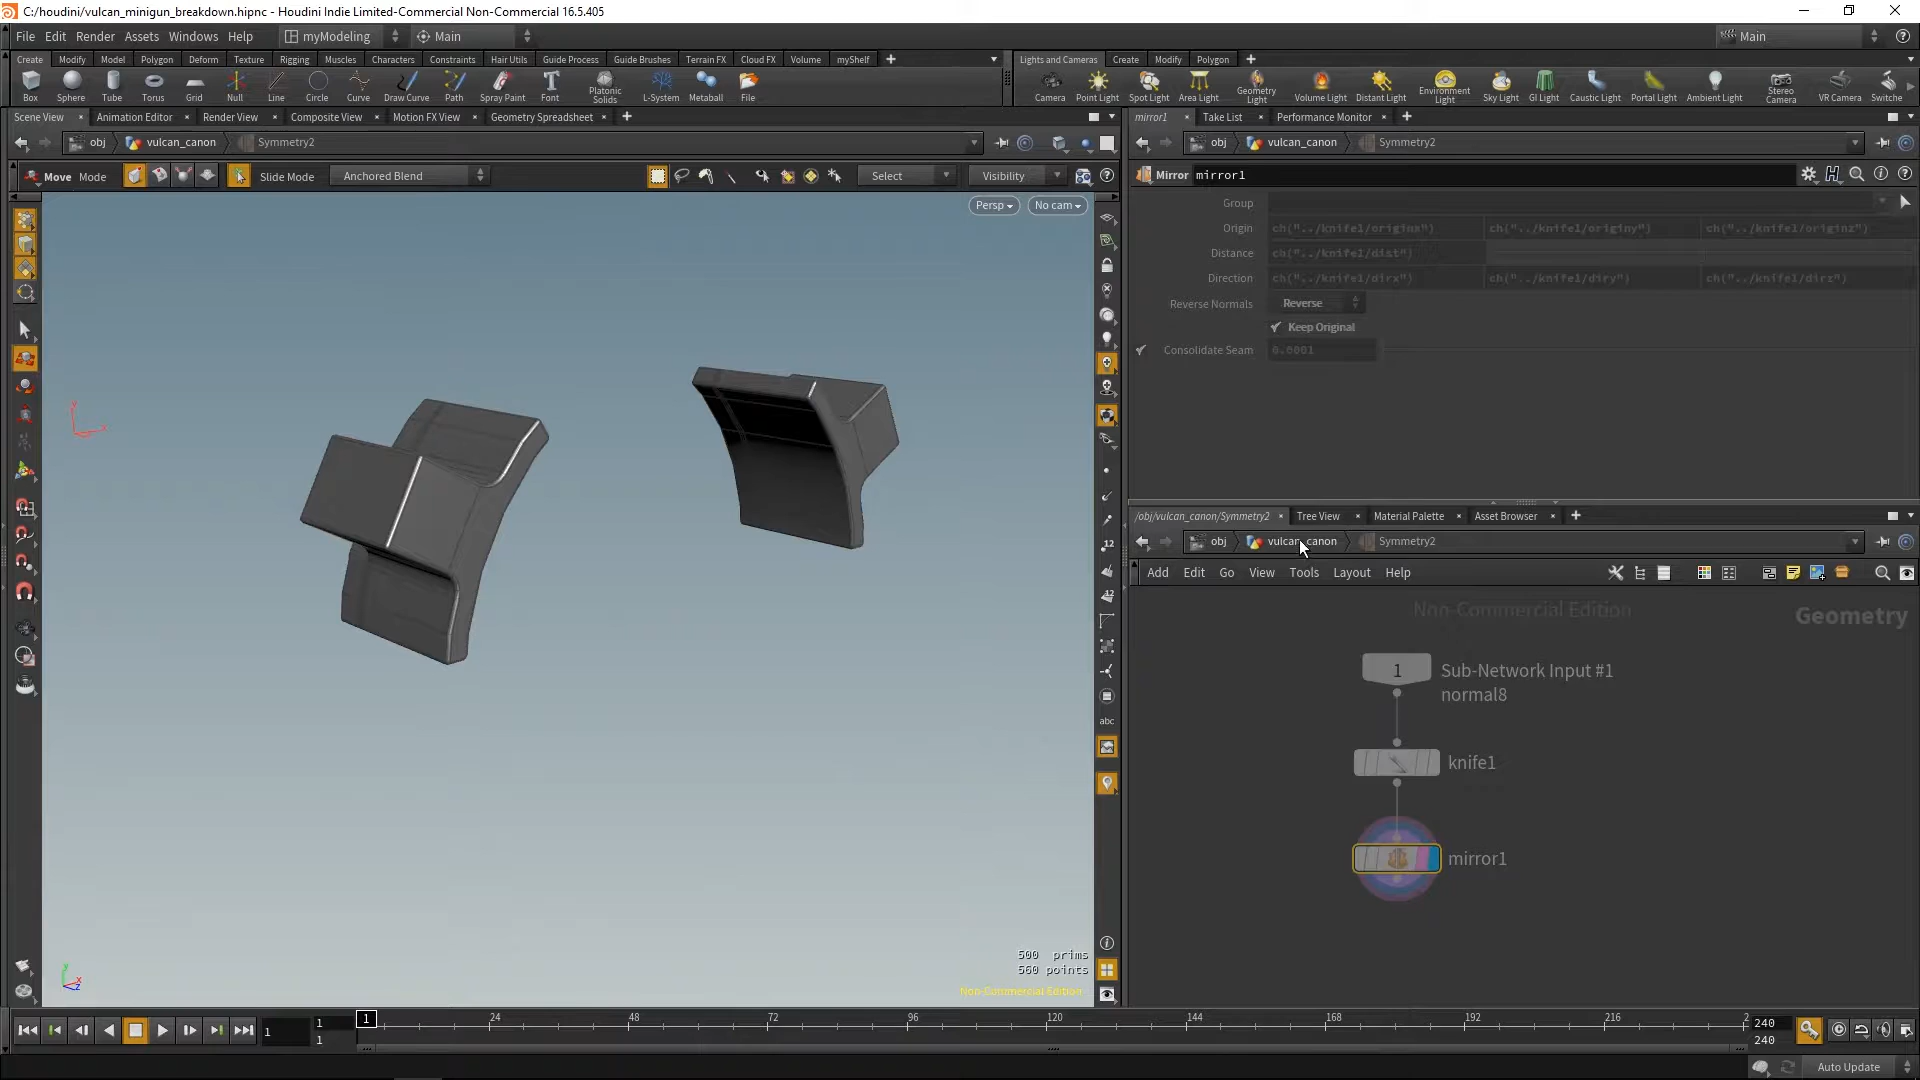 C:/houdini/vulcan_minigun_breakdown.hipnc - Houdini Indie Limited-Commercial Non-Commercial 16.5.405
File Edit Render Assets Windows Help myModeling Main Main
Create Modify Model Polygon Deform Texture Rigging Muscles Characters Constraints Hair Utils Guide Process Guide Brushes Terrain FX Cloud FX Volume myShelf
Lights and Cameras Create Modify Polygon
Box Sphere Tube Torus Grid Null Line Circle Curve Draw Curve Path Spray Paint Font Platonic Solids L-System Metaball File
Camera Point Light Spot Light Area Light Geometry Light Volume Light Distant Light Environment Light Sky Light GI Light Caustic Light Portal Light Ambient Light Stereo Camera VR Camera Switche
Scene View Animation Editor Render View Composite View Motion FX View Geometry Spreadsheet
mirror1 Take List Performance Monitor
obj vulcan_canon Symmetry2
obj vulcan_canon Symmetry2
Move Mode Slide Mode Anchored Blend Select Visibility
Mirror mirror1
Persp No cam
Group
Origin ch("../knife1/originx") ch("../knife1/originy") ch("../knife1/originz")
Distance ch("../knife1/dist")
Direction ch("../knife1/dirx") ch("../knife1/diry") ch("../knife1/dirz")
Reverse Normals Reverse
Keep Original
Consolidate Seam 0.0001
/obj/vulcan_canon/Symmetry2 Tree View Material Palette Asset Browser
obj vulcan_canon Symmetry2
Add Edit Go View Tools Layout Help
Non-Commercial Edition
Geometry
1 Sub-Network Input #1
normal8
knife1
mirror1
12
12
abc
y
x
y
x
z
500 prims
560 points
Non-Commercial Edition
1 1 1 1 24 48 72 96 120 144 168 192 216 2 240
240
Auto Update